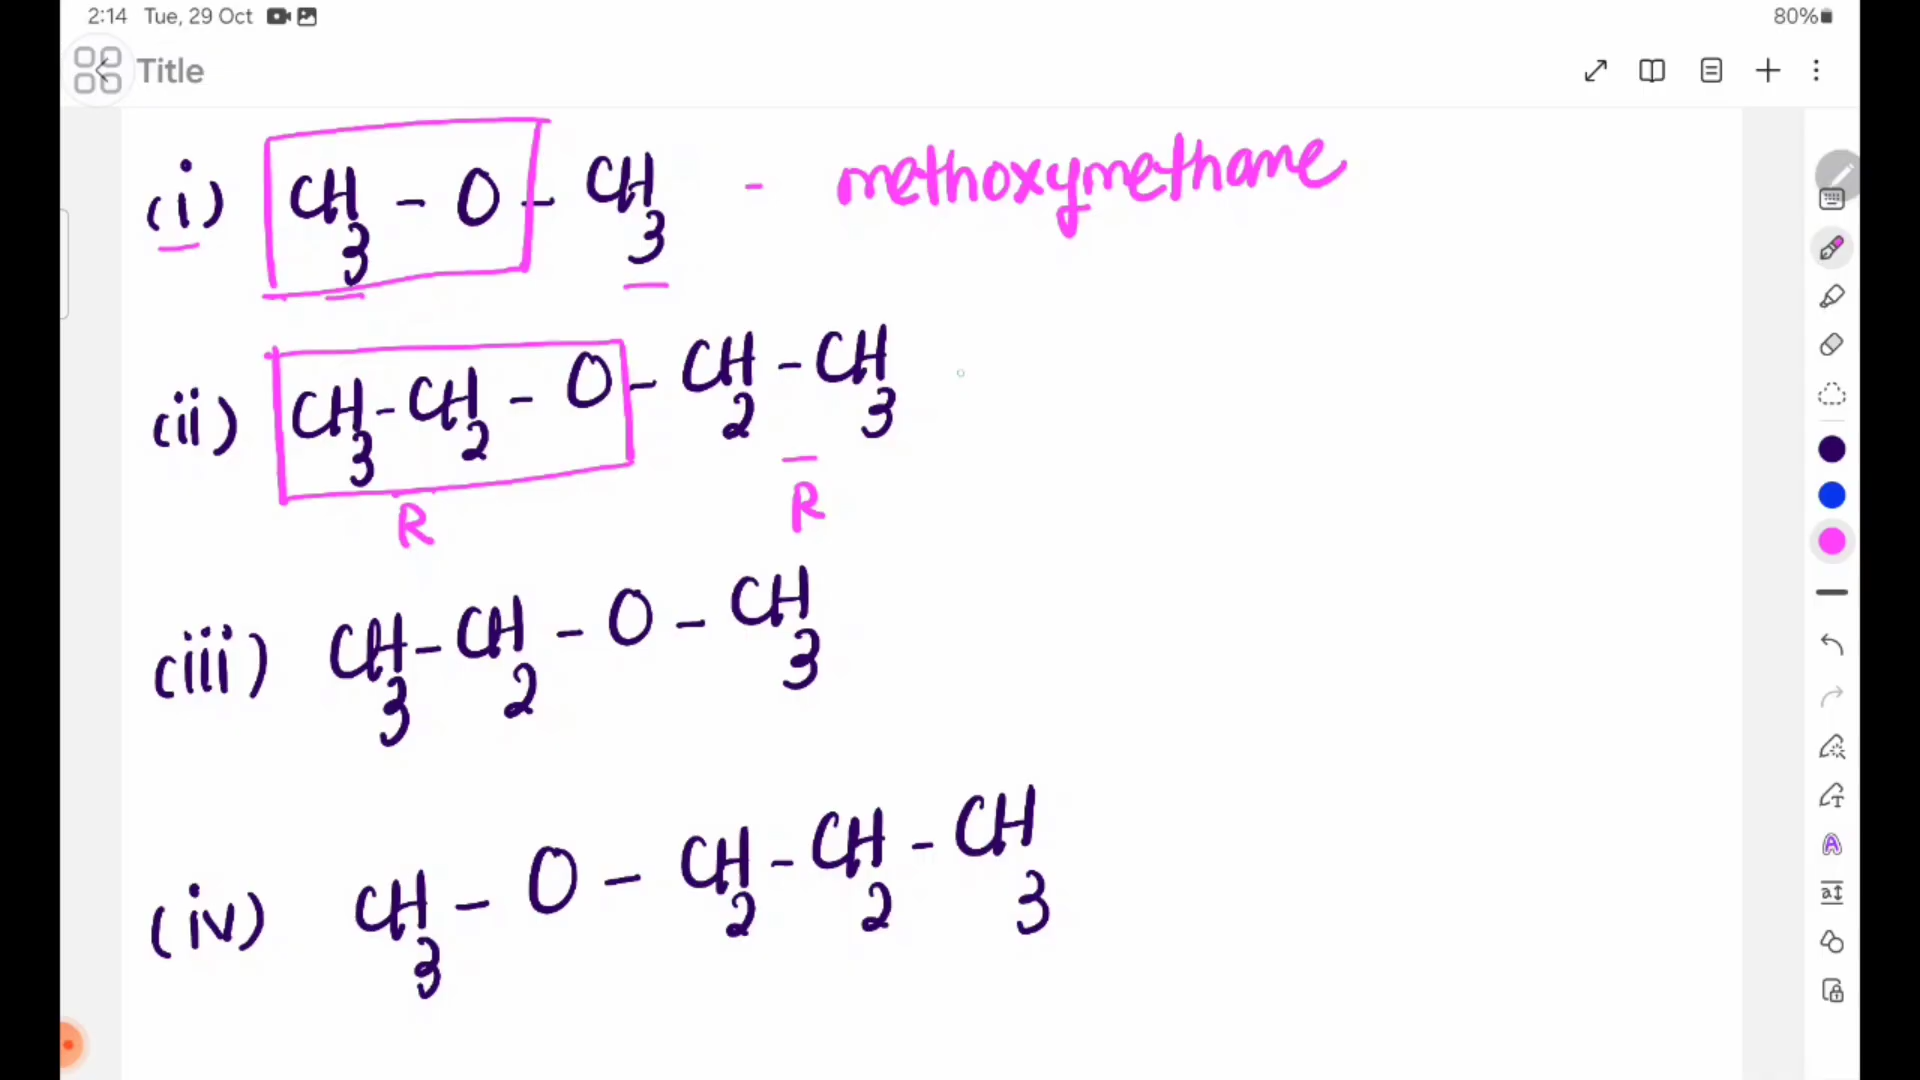 2:14 Tue, 29 Oct 80%
Title
(i) CH3 - O - CH3 - methoxymethane
(ii) CH3 - CH2 - O - CH2 - CH3
R R
(iii) CH3 - CH2 - O - CH3
(iv) CH3 - O - CH2 - CH2 - CH3